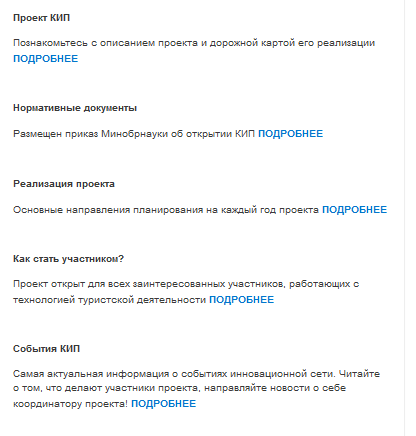 Проект КИП
Познакомьтесь с описанием проекта и дорожной картой его реализации
ПОДРОБНЕЕ
Нормативные документы
Размещен приказ Минобрнауки об открытии КИП ПОДРОБНЕЕ
Реализация проекта
Основные направления планирования на каждый год проекта ПОДРОБНЕЕ
Как стать участником?
Проект открыт для всех заинтересованных участников, работающих с
технологией туристской деятельности ПОДРОБНЕЕ
События КИП
Самая актуальная информация о событиях инновационной сети. Читайте
о том, что делают участники проекта, направляйте новости о себе
координатору проекта! ПОДРОБНЕЕ